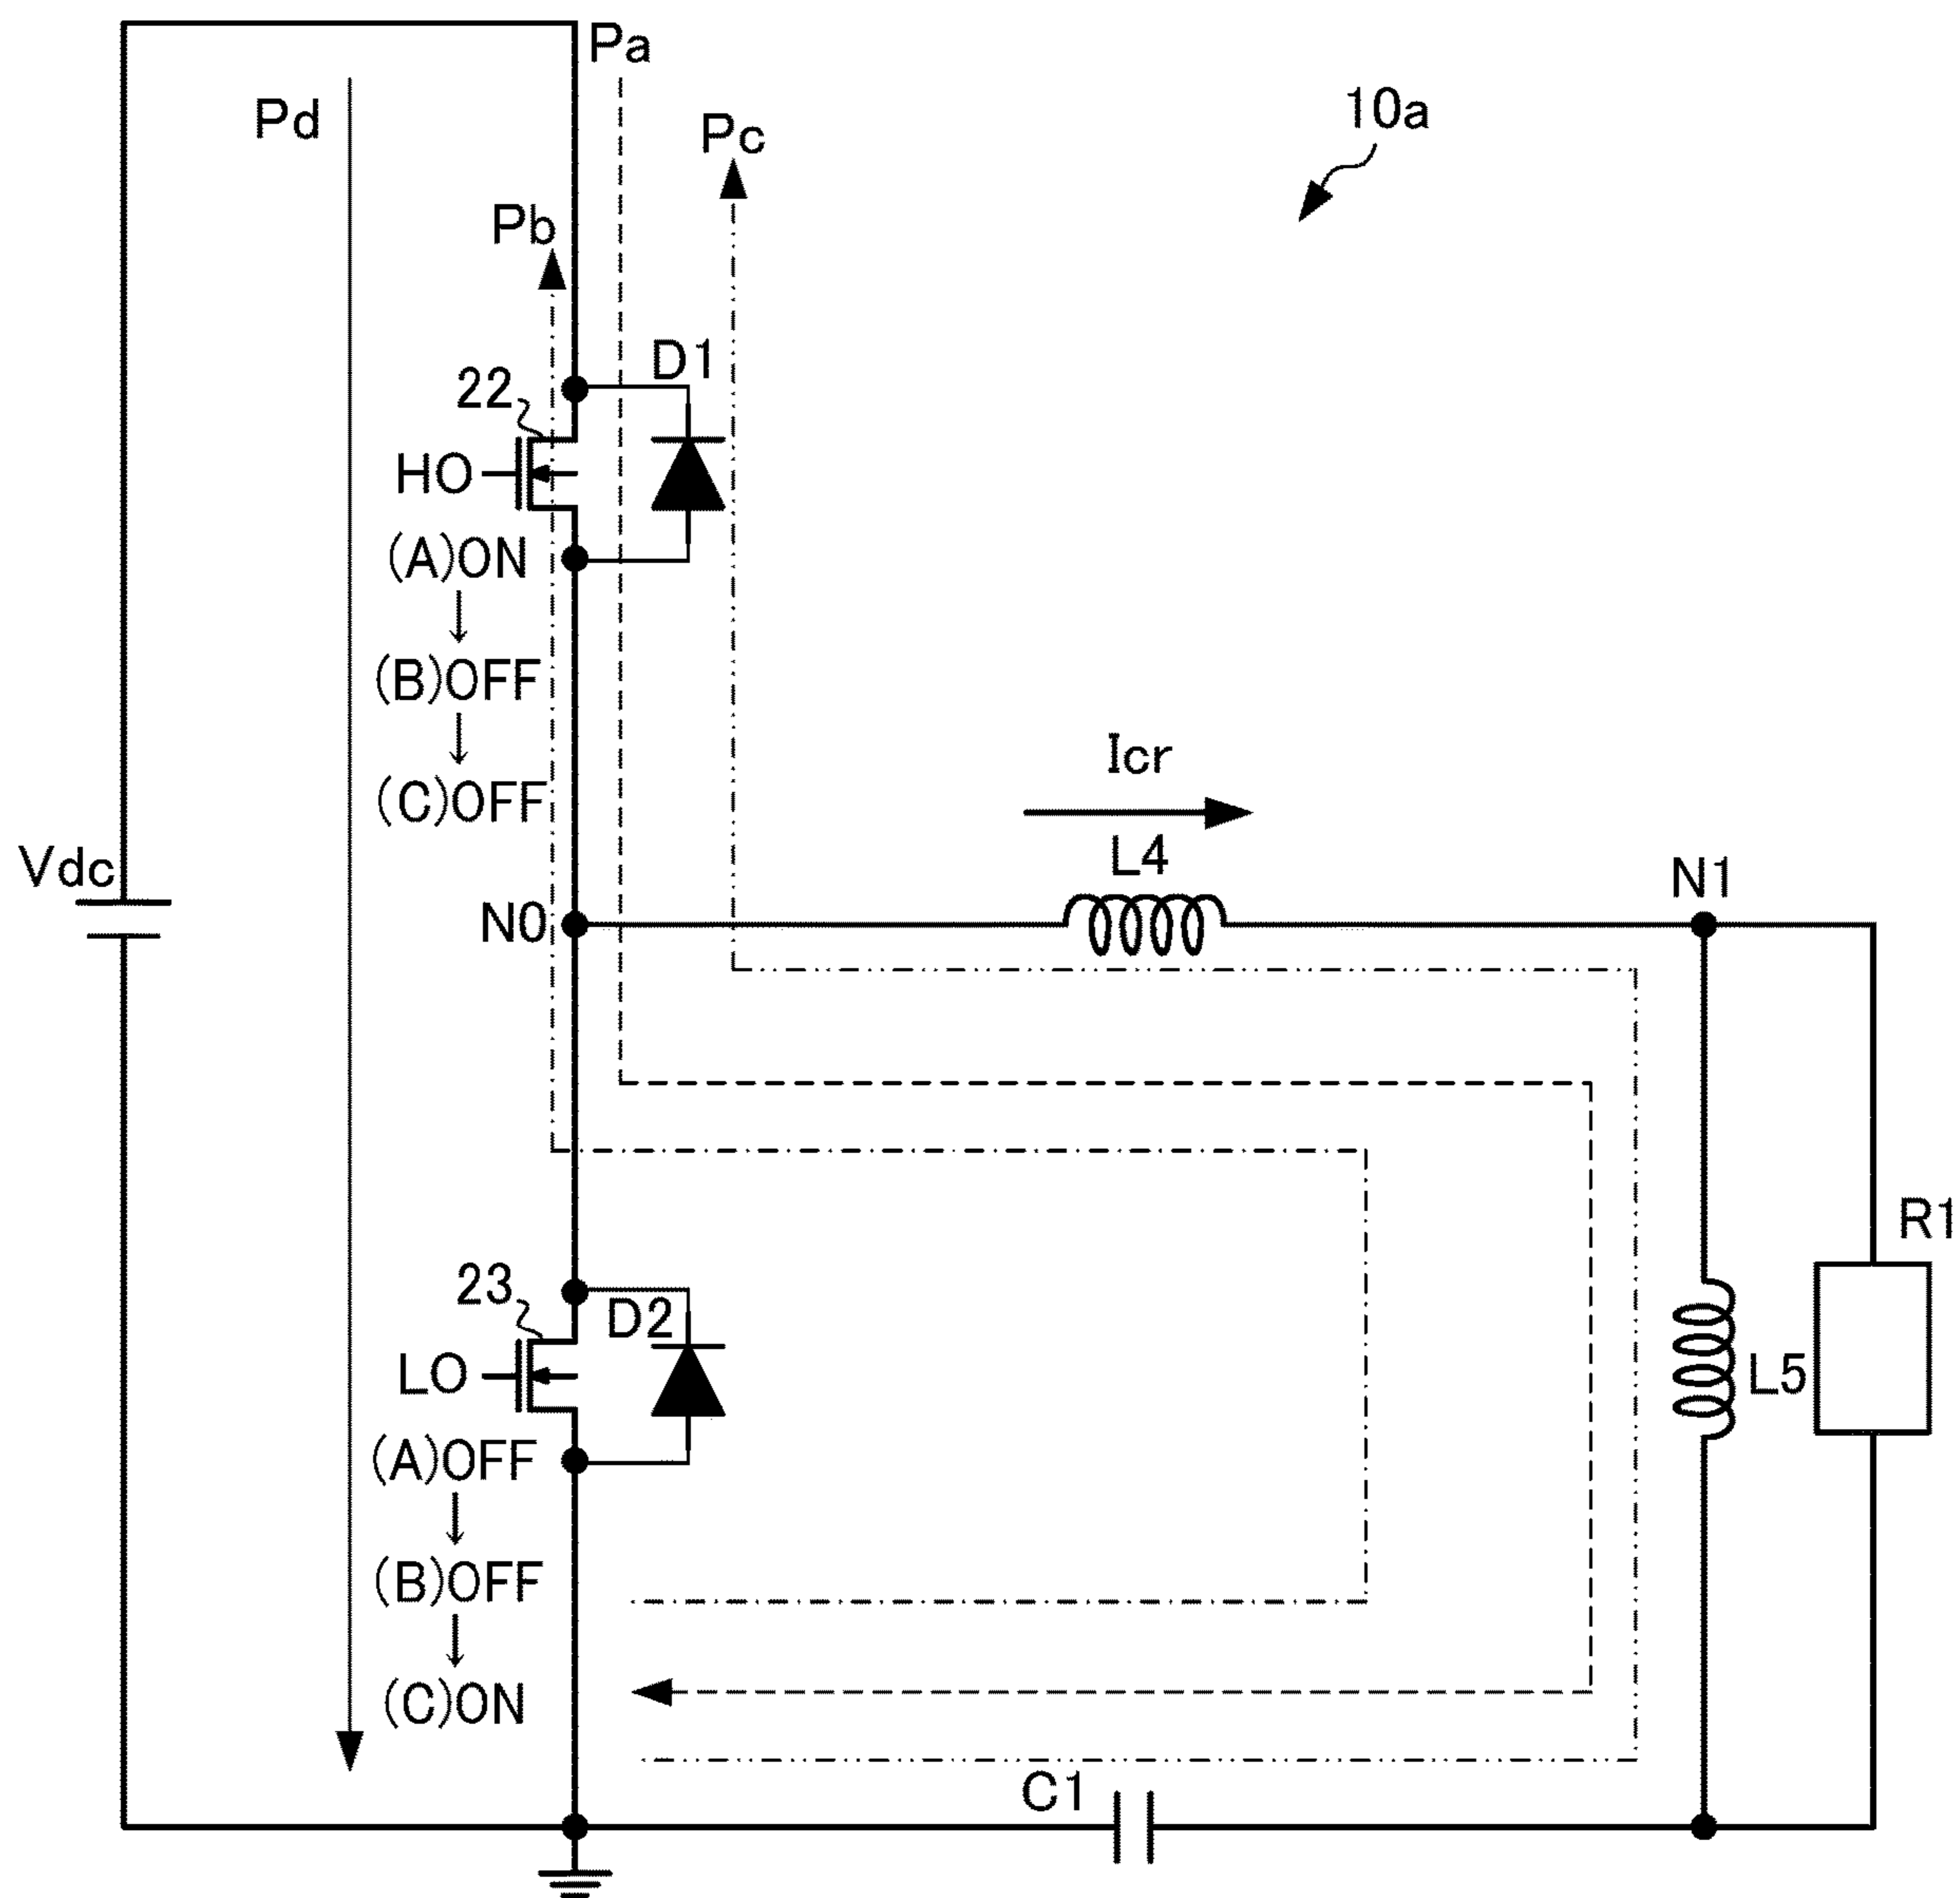 Pa
Pd
Pc
10a
Pb
D1
22
HO
(A)ON
(B)OFF
(C)OFF
Icr
L4
Vdc
N0
N1
R1
23
D2
LO
L5
(A)OFF
(B)OFF
(C)ON
C1